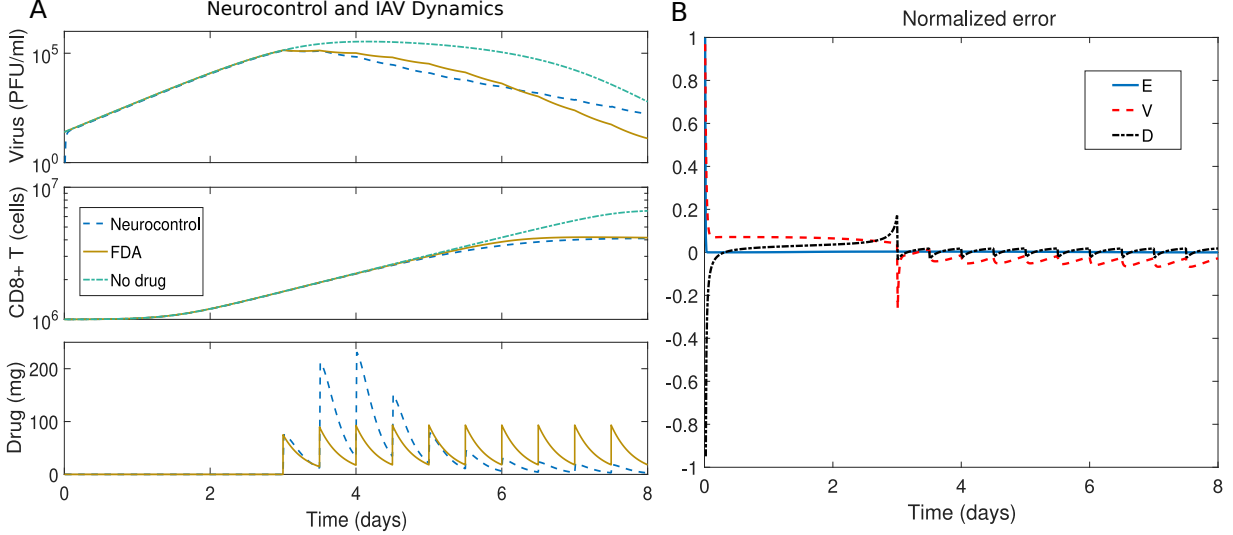 A
Neurocontrol and IAV Dynamics
Virus (PFU/ml)
10^5
10^0
CD8+ T (cells)
10^7
10^6
Neurocontrol
FDA
No drug
Drug (mg)
200
100
0
0 2 4 6 8
Time (days)
B
Normalized error
1
0.8
0.6
0.4
0.2
0
-0.2
-0.4
-0.6
-0.8
-1
E
V
D
0 2 4 6 8
Time (days)